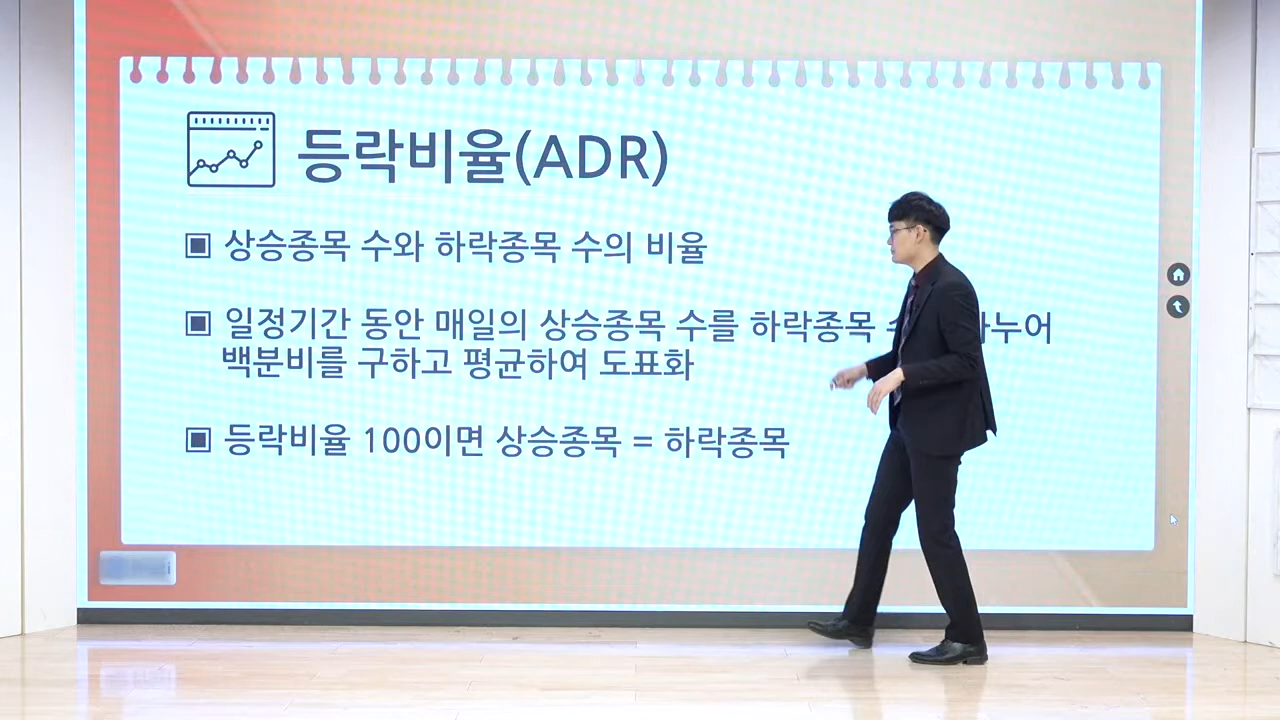 등락비율(ADR)
▣ 상승종목 수와 하락종목 수의 비율
▣ 일정기간 동안 매일의 상승종목 수를 하락종목
백분비를 구하고 평균하여 도표화
▣ 등락비율 100이면 상승종목 = 하락종목